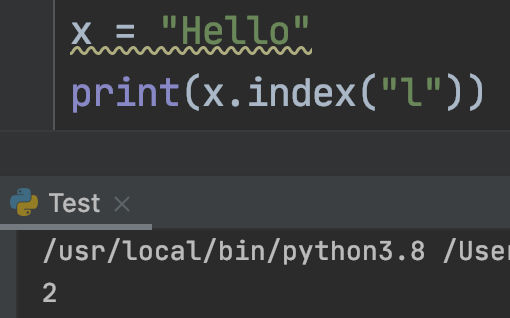 x = "Hello"
print(x.index("l"))
Test
/usr/local/bin/python3.8 /User
2